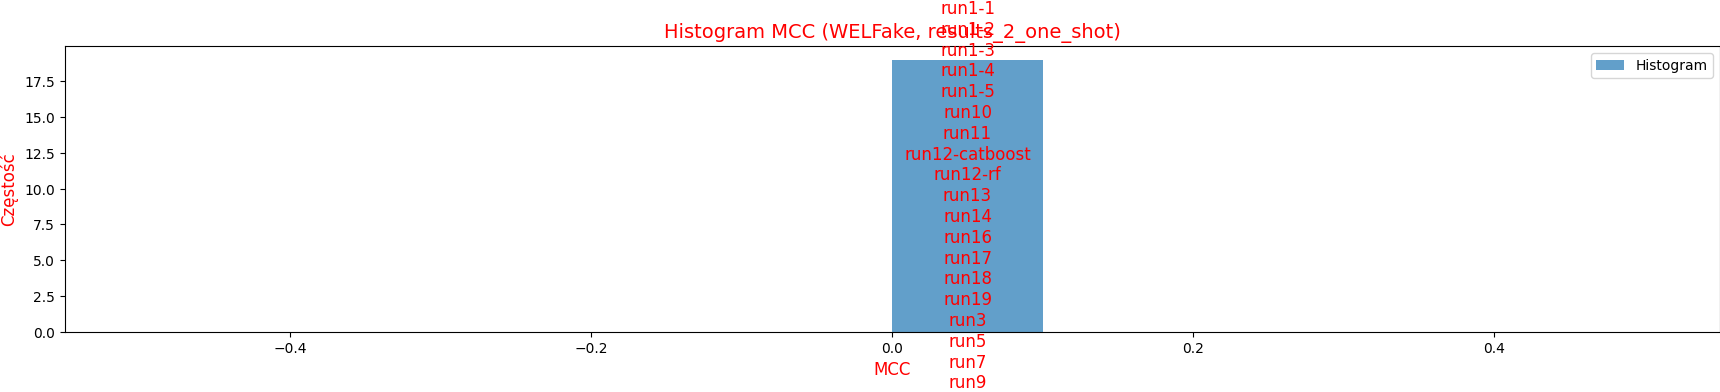 run1-1
Histogram MCC (WELFake, results_2_one_shot)
run1-2
run1-3
run1-4
run1-5
run10
run11
run12-catboost
run12-rf
run13
run14
run16
run17
run18
run19
run3
run5
run7
run9
Histogram
Częstość
17.5
15.0
12.5
10.0
7.5
5.0
2.5
0.0
−0.4
−0.2
0.0
0.2
0.4
MCC